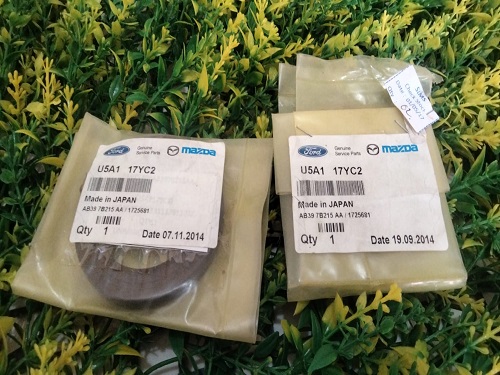 Ford Genuine Service Parts mazda
U5A1 17YC2
Made in JAPAN
AB39 7B215 AA / 1725681
Qty 1 Date 07.11.2014
Ford Genuine Service Parts mazda
U5A1 17YC2
Made in JAPAN
AB39 7B215 AA / 1725681
Qty 1 Date 19.09.2014